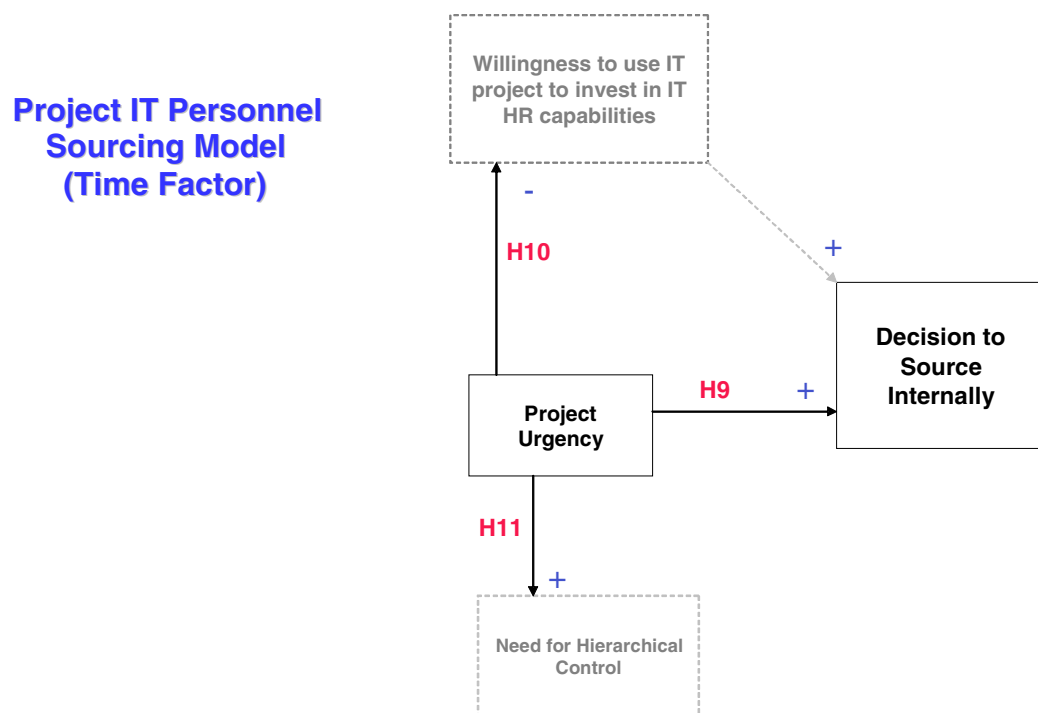 Project IT Personnel
Sourcing Model
(Time Factor)
Willingness to use IT
project to invest in IT
HR capabilities
-
H10
+
Decision to
Source
Internally
H9
+
Project
Urgency
H11
+
Need for Hierarchical
Control